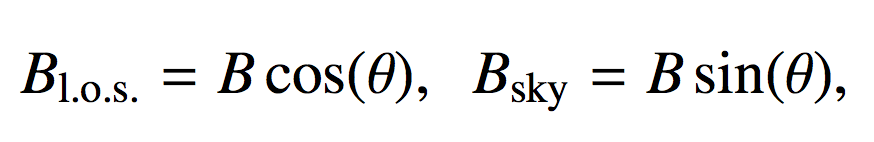 B_l.o.s. = B cos(θ), B_sky = B sin(θ),